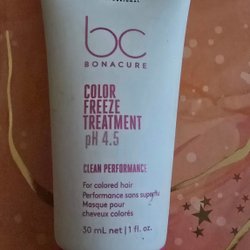 bc
BONACURE
COLOR
FREEZE
TREATMENT
pH 4.5
CLEAN PERFORMANCE
For colored hair
Performance sans
Masque pour
cheveux colorés
30 mL net | 1 fl. oz.